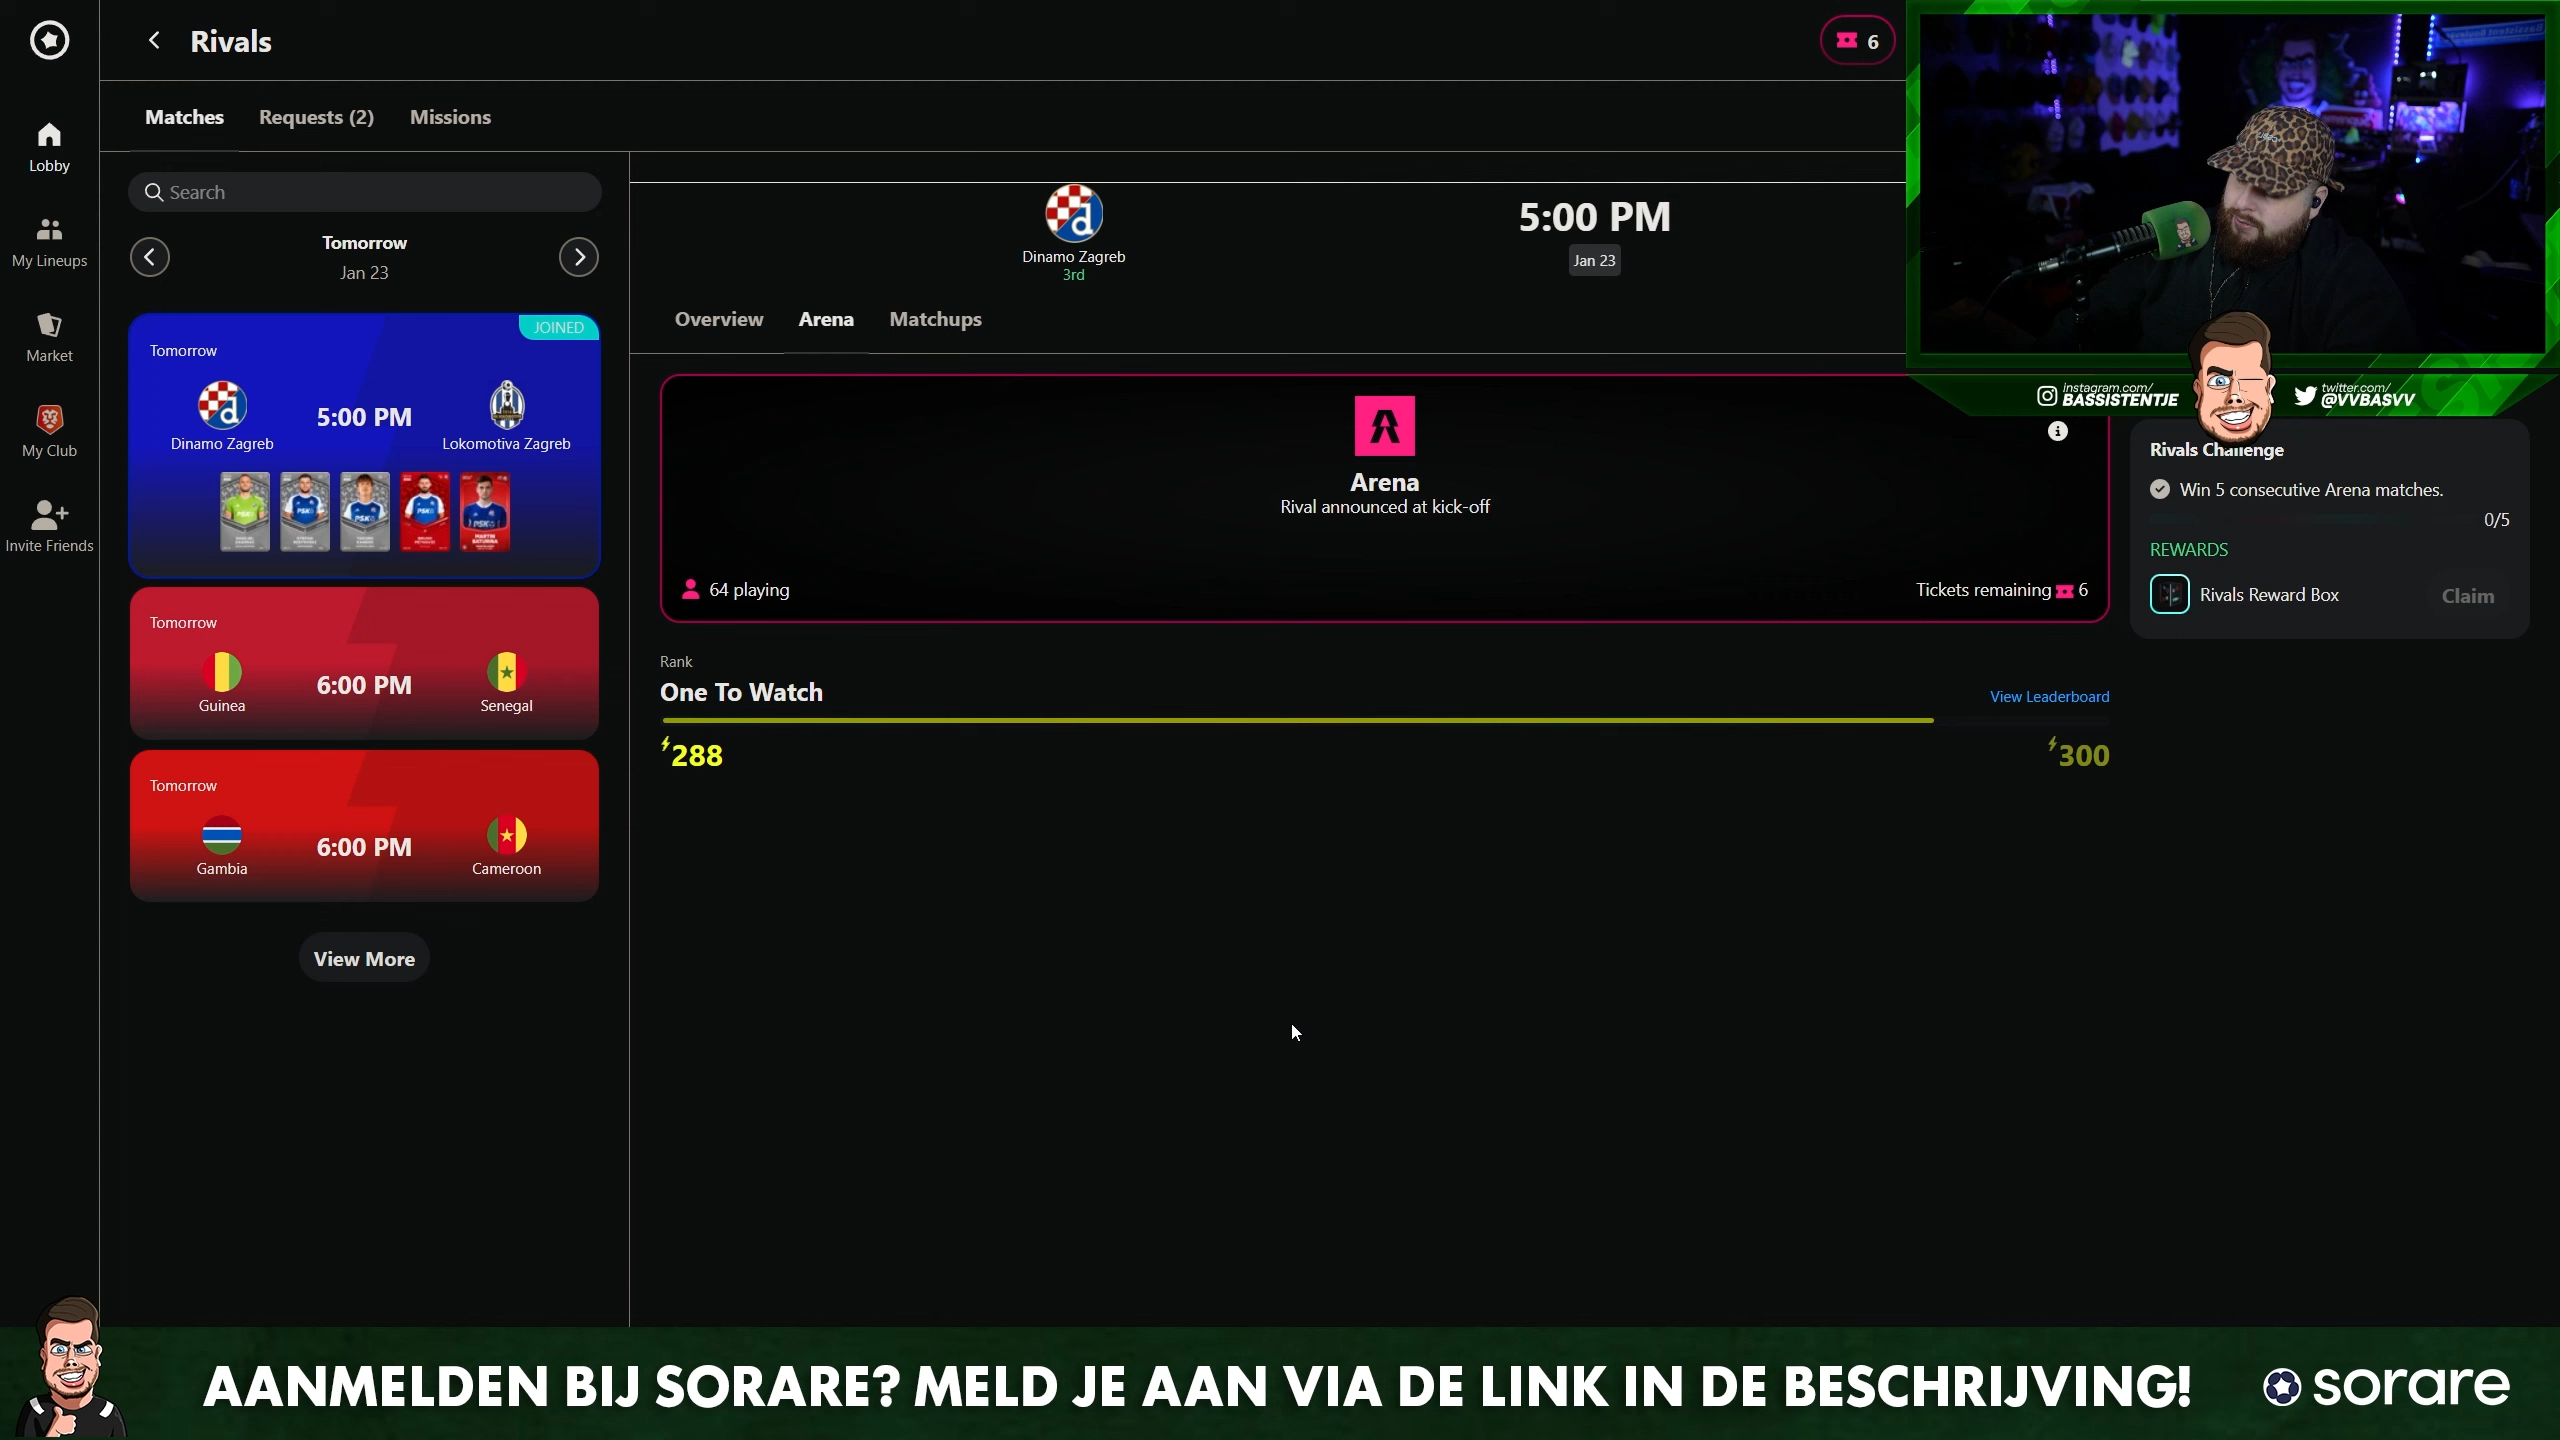 Rivals
6
Lobby
My Lineups
Market
My Club
Invite Friends
Matches
Requests (2)
Missions
Search
Tomorrow
Jan 23
JOINED
Tomorrow
Dinamo Zagreb
5:00 PM
Lokomotiva Zagreb
Tomorrow
Guinea
6:00 PM
Senegal
Tomorrow
Gambia
6:00 PM
Cameroon
View More
Dinamo Zagreb
3rd
5:00 PM
Jan 23
Overview
Arena
Matchups
Arena
Rival announced at kick-off
64 playing
Tickets remaining 6
Rank
One To Watch
View Leaderboard
288
300
instagram.com/
BASSISTENTJE
twitter.com/
@VVBASVV
Rivals Challenge
Win 5 consecutive Arena matches.
0/5
REWARDS
Rivals Reward Box
Claim
AANMELDEN BIJ SORARE? MELD JE AAN VIA DE LINK IN DE BESCHRIJVING!
sorare